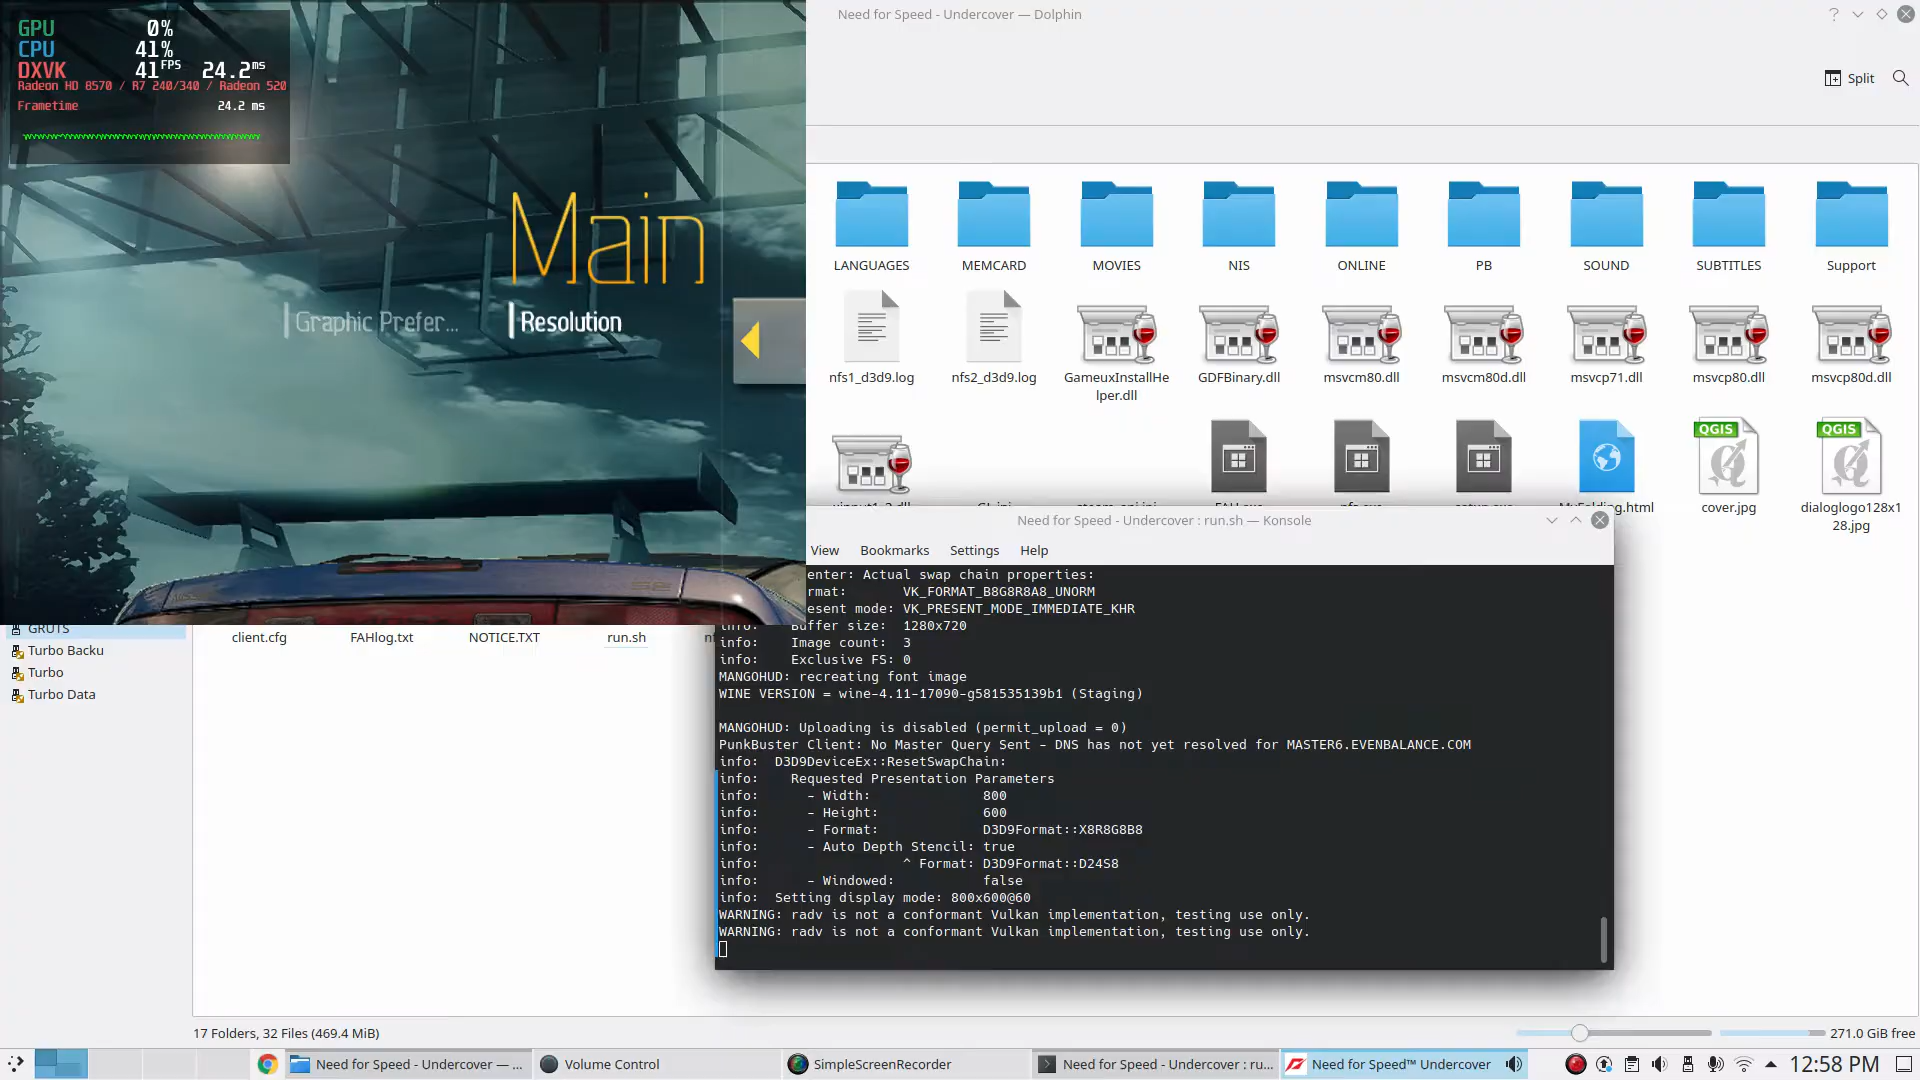 GPU 0%
CPU 41%
DXVK 41 FPS 24.2 ms
Radeon HD 8570 / R7 240/340 / Radeon 520
Frametime 24.2 ms
Main
Graphic Prefer...
Resolution
Need for Speed - Undercover — Dolphin
Split
LANGUAGES
MEMCARD
MOVIES
NIS
ONLINE
PB
SOUND
SUBTITLES
Support
nfs1_d3d9.log
nfs2_d3d9.log
GameuxInstallHe
lper.dll
GDFBinary.dll
msvcm80.dll
msvcm80d.dll
msvcp71.dll
msvcp80.dll
msvcp80d.dll
QGIS
QGIS
cover.jpg
dialoglogo128x1
28.jpg
Need for Speed - Undercover : run.sh — Konsole
View Bookmarks Settings Help
enter: Actual swap chain properties:
rmat: VK_FORMAT_B8G8R8A8_UNORM
esent mode: VK_PRESENT_MODE_IMMEDIATE_KHR
info: Buffer size: 1280x720
info: Image count: 3
info: Exclusive FS: 0
MANGOHUD: recreating font image
WINE VERSION = wine-4.11-17090-g581535139b1 (Staging)
MANGOHUD: Uploading is disabled (permit_upload = 0)
PunkBuster Client: No Master Query Sent - DNS has not yet resolved for MASTER6.EVENBALANCE.COM
info: D3D9DeviceEx::ResetSwapChain:
info: Requested Presentation Parameters
info: - Width: 800
info: - Height: 600
info: - Format: D3D9Format::X8R8G8B8
info: - Auto Depth Stencil: true
info: ^ Format: D3D9Format::D24S8
info: - Windowed: false
info: Setting display mode: 800x600@60
WARNING: radv is not a conformant Vulkan implementation, testing use only.
WARNING: radv is not a conformant Vulkan implementation, testing use only.
GRUTS
Turbo Backu
Turbo
Turbo Data
client.cfg
FAHlog.txt
NOTICE.TXT
run.sh
17 Folders, 32 Files (469.4 MiB)
271.0 GiB free
Need for Speed - Undercover — ...
Volume Control
SimpleScreenRecorder
Need for Speed - Undercover : ru...
Need for Speed™ Undercover
12:58 PM